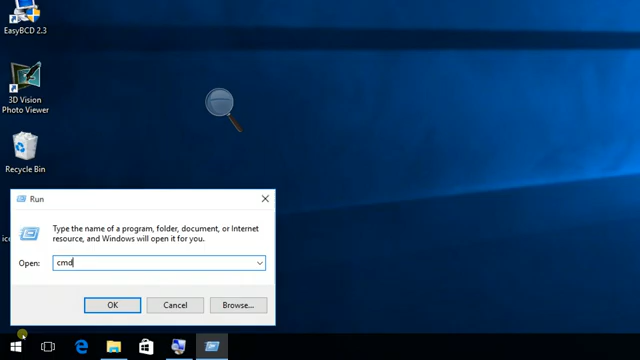 EasyBCD 2.3
3D Vision
Photo Viewer
Recycle Bin
Run
Type the name of a program, folder, document, or Internet
resource, and Windows will open it for you.
Open:
cmd
OK
Cancel
Browse...